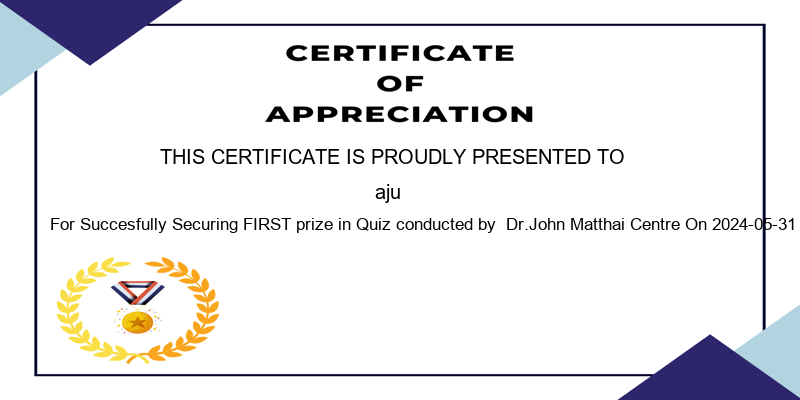 CERTIFICATE
OF
APPRECIATION
THIS CERTIFICATE IS PROUDLY PRESENTED TO
aju
For Succesfully Securing FIRST prize in Quiz conducted by  Dr.John Matthai Centre On 2024-05-31